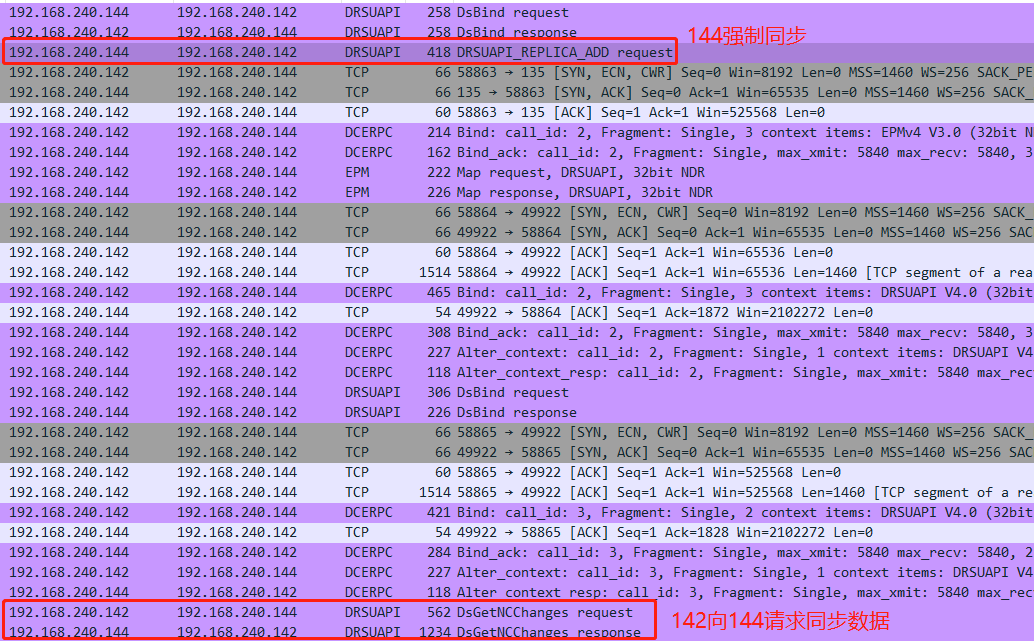 192.168.240.144 192.168.240.142 DRSUAPI 258 DsBind request
192.168.240.142 192.168.240.144 DRSUAPI 258 DsBind response
144强制同步
192.168.240.144 192.168.240.142 DRSUAPI 418 DRSUAPI_REPLICA_ADD request
192.168.240.142 192.168.240.144 TCP 66 58863 → 135 [SYN, ECN, CWR] Seq=0 Win=8192 Len=0 MSS=1460 WS=256 SACK_PE
192.168.240.144 192.168.240.142 TCP 66 135 → 58863 [SYN, ACK] Seq=0 Ack=1 Win=65535 Len=0 MSS=1460 WS=256 SACK_
192.168.240.142 192.168.240.144 TCP 60 58863 → 135 [ACK] Seq=1 Ack=1 Win=525568 Len=0
192.168.240.142 192.168.240.144 DCERPC 214 Bind: call_id: 2, Fragment: Single, 3 context items: EPMv4 V3.0 (32bit N
192.168.240.144 192.168.240.142 DCERPC 162 Bind_ack: call_id: 2, Fragment: Single, max_xmit: 5840 max_recv: 5840, 3
192.168.240.142 192.168.240.144 EPM 222 Map request, DRSUAPI, 32bit NDR
192.168.240.144 192.168.240.142 EPM 226 Map response, DRSUAPI, 32bit NDR
192.168.240.142 192.168.240.144 TCP 66 58864 → 49922 [SYN, ECN, CWR] Seq=0 Win=8192 Len=0 MSS=1460 WS=256 SACK_
192.168.240.144 192.168.240.142 TCP 66 49922 → 58864 [SYN, ACK] Seq=0 Ack=1 Win=65535 Len=0 MSS=1460 WS=256 SAC
192.168.240.142 192.168.240.144 TCP 60 58864 → 49922 [ACK] Seq=1 Ack=1 Win=65536 Len=0
192.168.240.142 192.168.240.144 TCP 1514 58864 → 49922 [ACK] Seq=1 Ack=1 Win=65536 Len=1460 [TCP segment of a rea
192.168.240.142 192.168.240.144 DCERPC 465 Bind: call_id: 2, Fragment: Single, 3 context items: DRSUAPI V4.0 (32bit
192.168.240.144 192.168.240.142 TCP 54 49922 → 58864 [ACK] Seq=1 Ack=1872 Win=2102272 Len=0
192.168.240.144 192.168.240.142 DCERPC 308 Bind_ack: call_id: 2, Fragment: Single, max_xmit: 5840 max_recv: 5840, 3
192.168.240.142 192.168.240.144 DCERPC 227 Alter_context: call_id: 2, Fragment: Single, 1 context items: DRSUAPI V4
192.168.240.144 192.168.240.142 DCERPC 118 Alter_context_resp: call_id: 2, Fragment: Single, max_xmit: 5840 max_rec
192.168.240.142 192.168.240.144 DRSUAPI 306 DsBind request
192.168.240.144 192.168.240.142 DRSUAPI 226 DsBind response
192.168.240.142 192.168.240.144 TCP 66 58865 → 49922 [SYN, ECN, CWR] Seq=0 Win=8192 Len=0 MSS=1460 WS=256 SACK_
192.168.240.144 192.168.240.142 TCP 66 49922 → 58865 [SYN, ACK] Seq=0 Ack=1 Win=65535 Len=0 MSS=1460 WS=256 SAC
192.168.240.142 192.168.240.144 TCP 60 58865 → 49922 [ACK] Seq=1 Ack=1 Win=525568 Len=0
192.168.240.142 192.168.240.144 TCP 1514 58865 → 49922 [ACK] Seq=1 Ack=1 Win=525568 Len=1460 [TCP segment of a re
192.168.240.142 192.168.240.144 DCERPC 421 Bind: call_id: 3, Fragment: Single, 2 context items: DRSUAPI V4.0 (32bit
192.168.240.144 192.168.240.142 TCP 54 49922 → 58865 [ACK] Seq=1 Ack=1828 Win=2102272 Len=0
192.168.240.144 192.168.240.142 DCERPC 284 Bind_ack: call_id: 3, Fragment: Single, max_xmit: 5840 max_recv: 5840, 2
192.168.240.142 192.168.240.144 DCERPC 227 Alter_context: call_id: 3, Fragment: Single, 1 context items: DRSUAPI V4
192.168.240.144 192.168.240.142 DCERPC 118 Alter_context_resp: call_id: 3, Fragment: Single, max_xmit: 5840 max_rec
192.168.240.142 192.168.240.144 DRSUAPI 562 DsGetNCChanges request
142向144请求同步数据
192.168.240.144 192.168.240.142 DRSUAPI 1234 DsGetNCChanges response